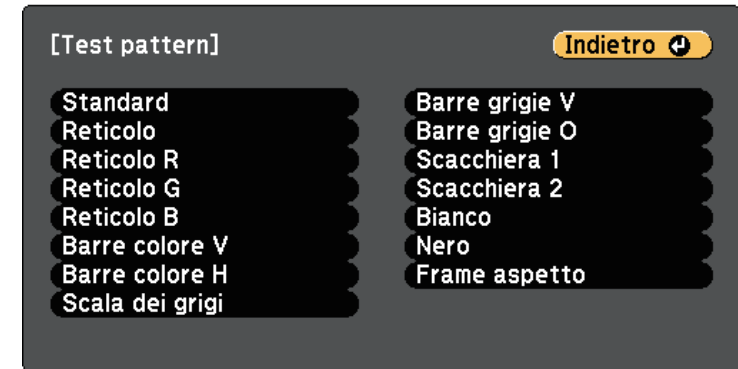 [Test pattern]
Indietro
Standard
Reticolo
Reticolo R
Reticolo G
Reticolo B
Barre colore V
Barre colore H
Scala dei grigi
Barre grigie V
Barre grigie O
Scacchiera 1
Scacchiera 2
Bianco
Nero
Frame aspetto